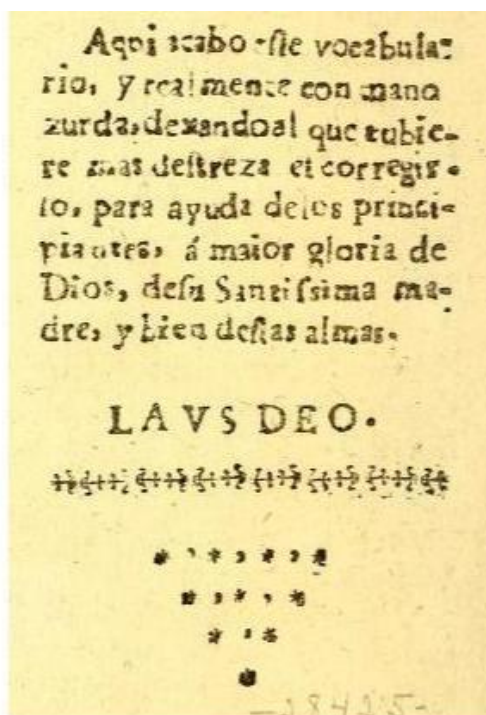 Aqui acabo este vocabula-
rio, y realmente con mano
zurda, dexandoal que tubie-
re mas destreza el corregir-
lo, para ayuda delos princi-
piantes, á maior gloria de
Dios, desu Santissima ma-
dre, y bien destas almas.
LAVS DEO.